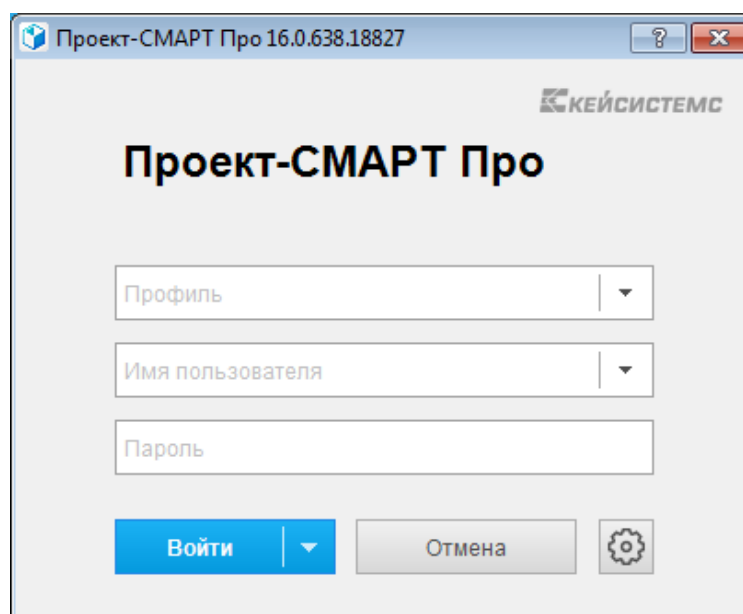 Проект-СМАРТ Про 16.0.638.18827
?
КЕЙСИСТЕМС
Проект-СМАРТ Про
Профиль
Имя пользователя
Пароль
Войти
Отмена